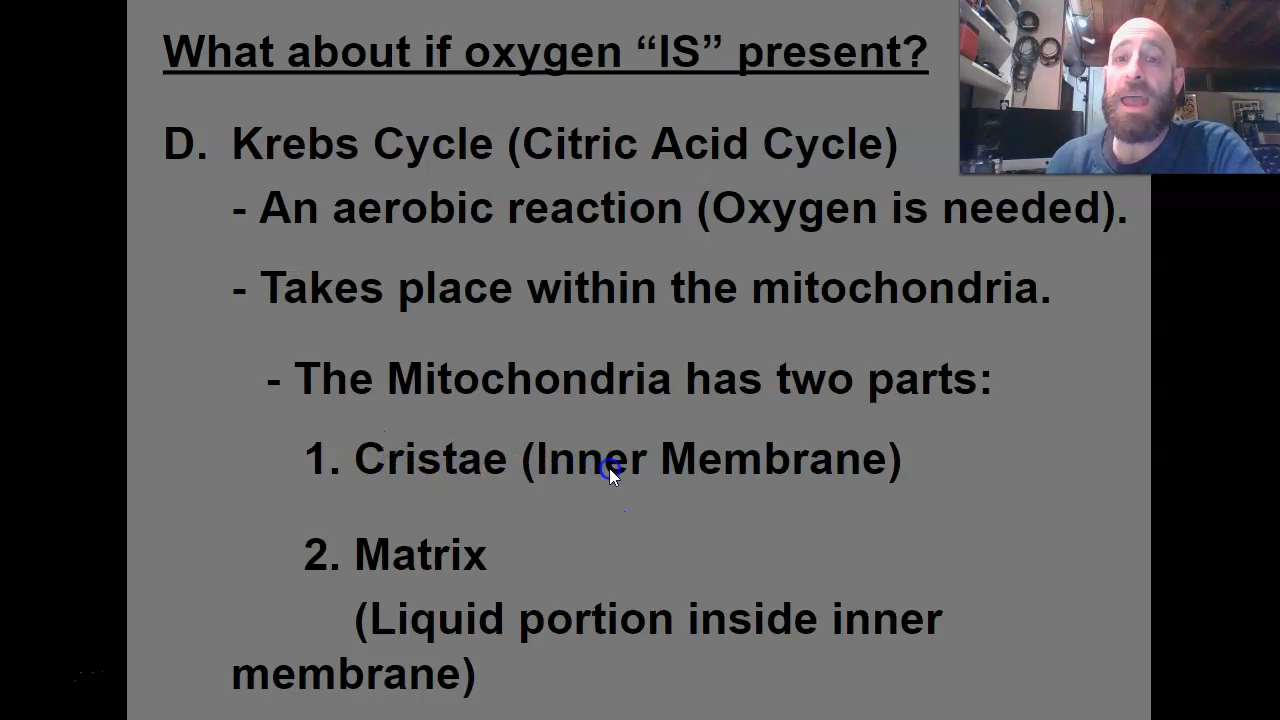 What about if oxygen “IS” present?
D. Krebs Cycle (Citric Acid Cycle)
- An aerobic reaction (Oxygen is needed).
- Takes place within the mitochondria.
- The Mitochondria has two parts:
1. Cristae (Inner Membrane)
2. Matrix
(Liquid portion inside inner
membrane)